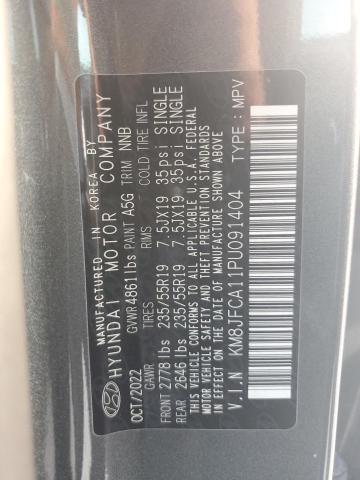 MANUFACTURED BY
IN KOREA
HYUNDAI MOTOR COMPANY
OCT/2022 GVWR 4861lbs PAINT A5G TRIM NNB
GAWR RIMS COLD TIRE INFL
FRONT 2778 lbs 235/55R19 7.5JX19 35psi SINGLE
REAR 2646 lbs 235/55R19 7.5JX19 35psi SINGLE
THIS VEHICLE CONFORMS TO ALL APPLICABLE U.S.A. FEDERAL
MOTOR VEHICLE SAFETY AND THEFT PREVENTION STANDARDS
IN EFFECT ON THE DATE OF MANUFACTURE SHOWN ABOVE.
V.I.N KM8JFCA11PU091404 TYPE : MPV